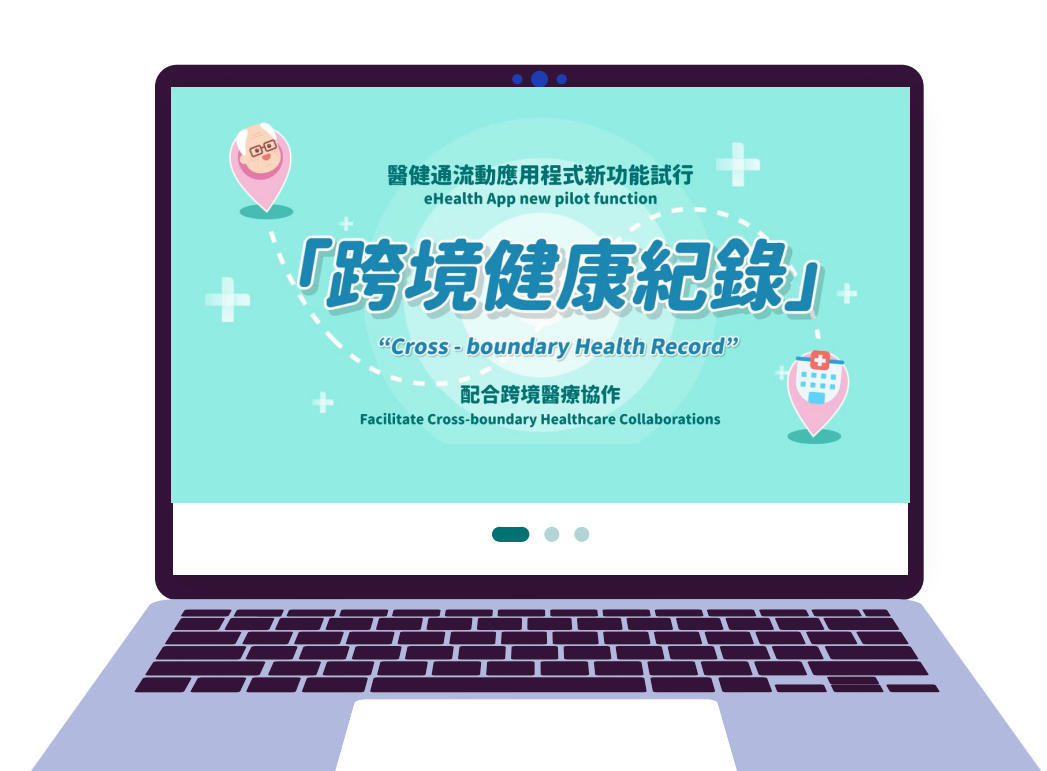 醫健通流動應用程式新功能試行
eHealth App new pilot function
「跨境健康紀錄」
“Cross - boundary Health Record”
配合跨境醫療協作
Facilitate Cross-boundary Healthcare Collaborations